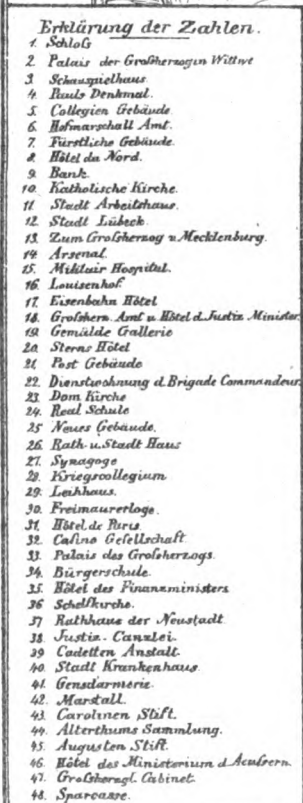 Erklärung der Zahlen.
1. Schloß
2. Palais der Großherzogin Wittwe
3. Schauspielhaus.
4. Pauls Denkmal.
5. Collegien Gebäude.
6. Hofmarschall Amt.
7. Fürstliche Gebäude.
8. Hôtel du Nord.
9. Bank.
10. Katholische Kirche.
11. Stadt Arbeitshaus.
12. Stadt Lübeck.
13. Zum Großherzog v Mecklenburg.
14. Arsenal.
15. Militair Hospital.
16. Louisenhof.
17. Eisenbahn Hôtel
18. Großherz. Amt u Hôtel d. Justiz Minister.
19. Gemälde Gallerie
20. Sterns Hôtel
21. Post Gebäude
22. Dienstwohnung d. Brigade Commandeur.
23. Dom Kirche
24. Real Schule
25 Neues Gebäude.
26. Rath- u. Stadt Haus
27. Synagoge
28. Kriegscollegium
29. Leihhaus.
30. Freimaurerloge.
31. Hôtel de Paris.
32. Casino Gesellschaft.
33. Palais des Großherzogs.
34. Bürgerschule.
35. Hôtel des Finanzministers
36 Schelfkirche.
37 Rathhaus der Neustadt.
38. Justiz-Canzlei.
39 Cadetten Anstalt.
40. Stadt Krankenhaus.
41. Gensdarmerie.
42. Marstall.
43. Carolinen Stift.
44. Alterthums Sammlung.
45. Augusten Stift.
46. Hôtel des Ministerium d. Aeussern.
47. Großherzgl. Cabinet.
48. Sparcasse.